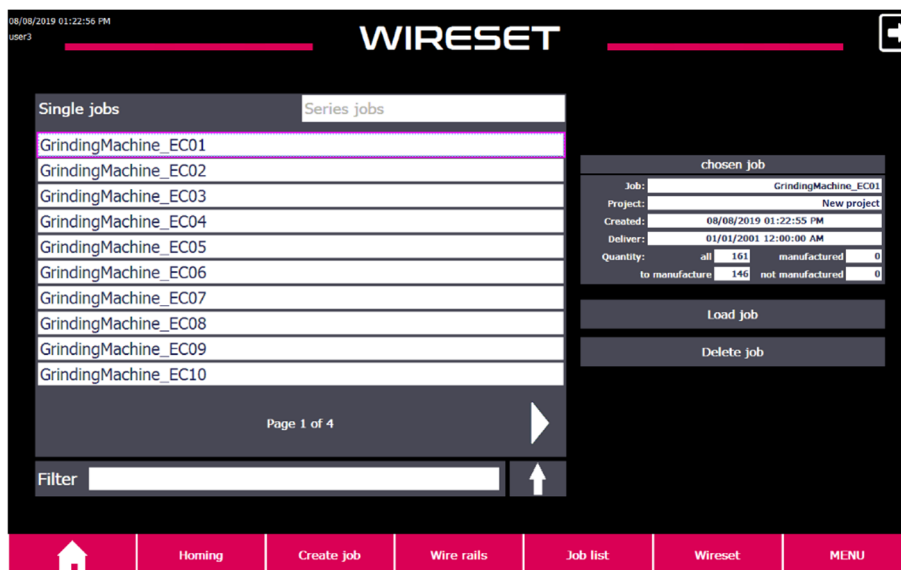 08/08/2019 01:22:56 PM
user3
WIRESET
Single jobs Series jobs
GrindingMachine_EC01
GrindingMachine_EC02
GrindingMachine_EC03
GrindingMachine_EC04
GrindingMachine_EC05
GrindingMachine_EC06
GrindingMachine_EC07
GrindingMachine_EC08
GrindingMachine_EC09
GrindingMachine_EC10
Page 1 of 4
Filter
chosen job
Job: GrindingMachine_EC01
Project: New project
Created: 08/08/2019 01:22:55 PM
Deliver: 01/01/2001 12:00:00 AM
Quantity: all 161 manufactured 0
to manufacture 146 not manufactured 0
Load job
Delete job
Homing Create job Wire rails Job list Wireset MENU